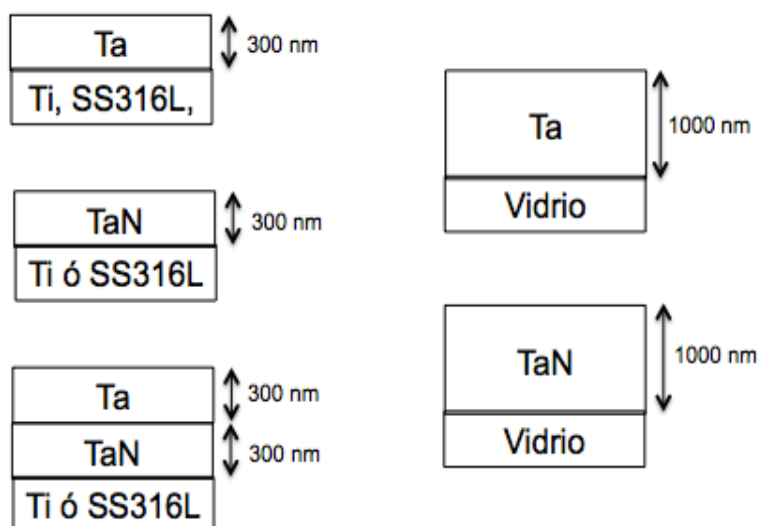 Ta
300 nm
Ti, SS316L,
TaN
300 nm
Ti ó SS316L
Ta
300 nm
TaN
300 nm
Ti ó SS316L
Ta
1000 nm
Vidrio
TaN
1000 nm
Vidrio